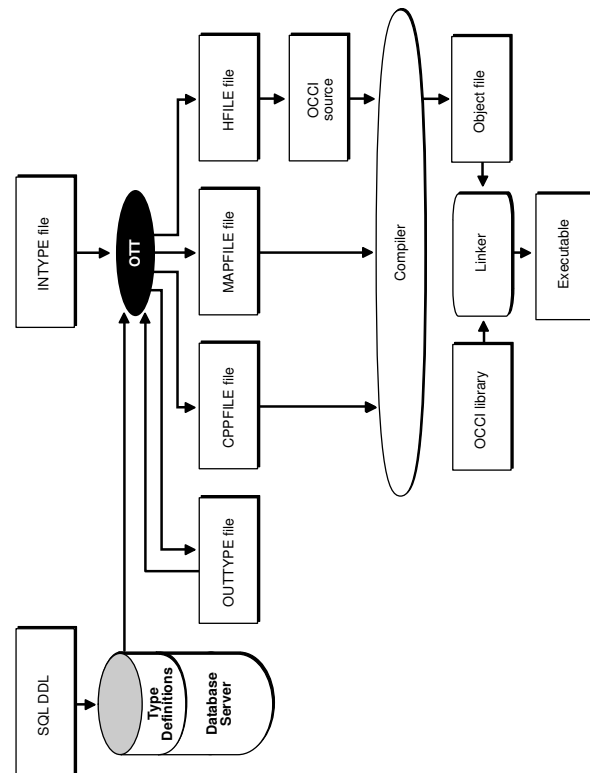 SQL DDL
INTYPE file
Type
Definitions
Database
Server
OTT
OUTTYPE file
CPPFILE file
MAPFILE file
HFILE file
OCCI
source
Compiler
OCCI library
Linker
Object file
Executable